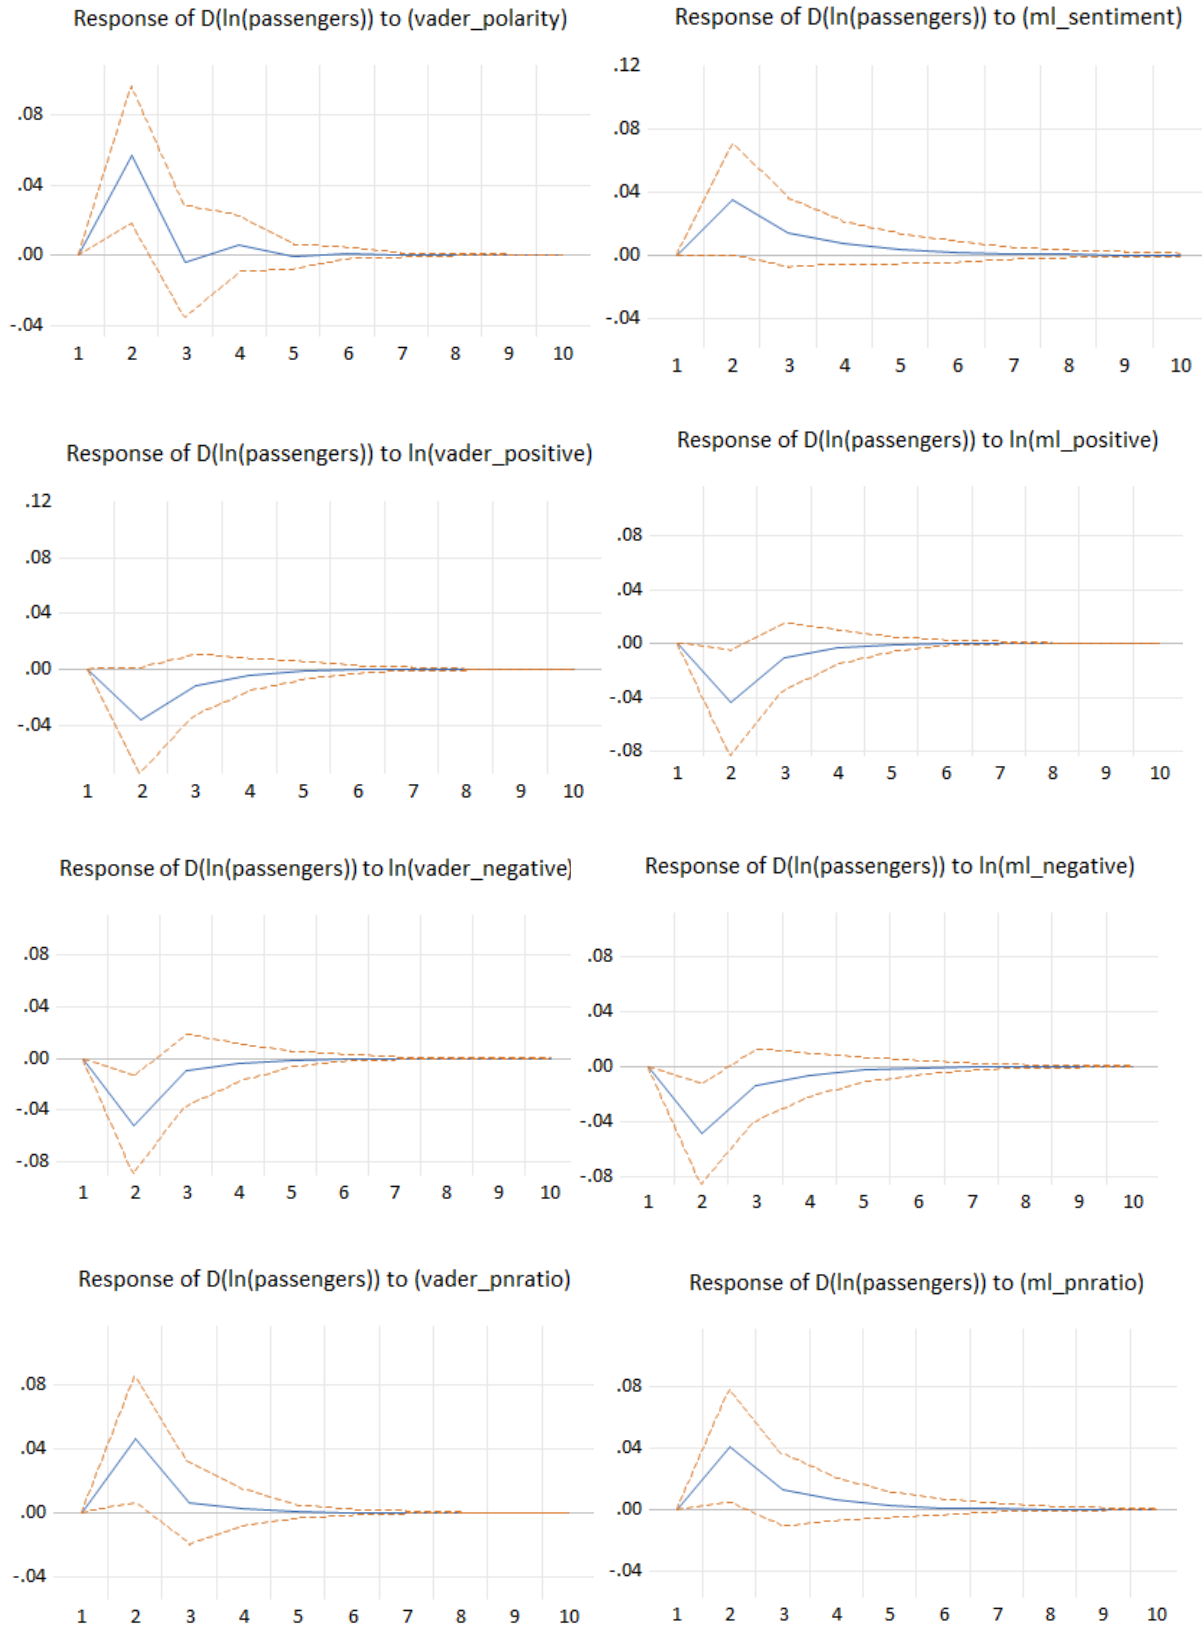 Response of D(ln(passengers)) to (vader_polarity)
.08
.04
.00
-.04
1 2 3 4 5 6 7 8 9 10
Response of D(ln(passengers)) to (ml_sentiment)
.12
.08
.04
.00
-.04
1 2 3 4 5 6 7 8 9 10
Response of D(ln(passengers)) to ln(vader_positive)
.12
.08
.04
.00
-.04
1 2 3 4 5 6 7 8 9 10
Response of D(ln(passengers)) to ln(ml_positive)
.08
.04
.00
-.04
-.08
1 2 3 4 5 6 7 8 9 10
Response of D(ln(passengers)) to ln(vader_negative)
.08
.04
.00
-.04
-.08
1 2 3 4 5 6 7 8 9 10
Response of D(ln(passengers)) to ln(ml_negative)
.08
.04
.00
-.04
-.08
1 2 3 4 5 6 7 8 9 10
Response of D(ln(passengers)) to (vader_pnratio)
.08
.04
.00
-.04
1 2 3 4 5 6 7 8 9 10
Response of D(ln(passengers)) to (ml_pnratio)
.08
.04
.00
-.04
1 2 3 4 5 6 7 8 9 10